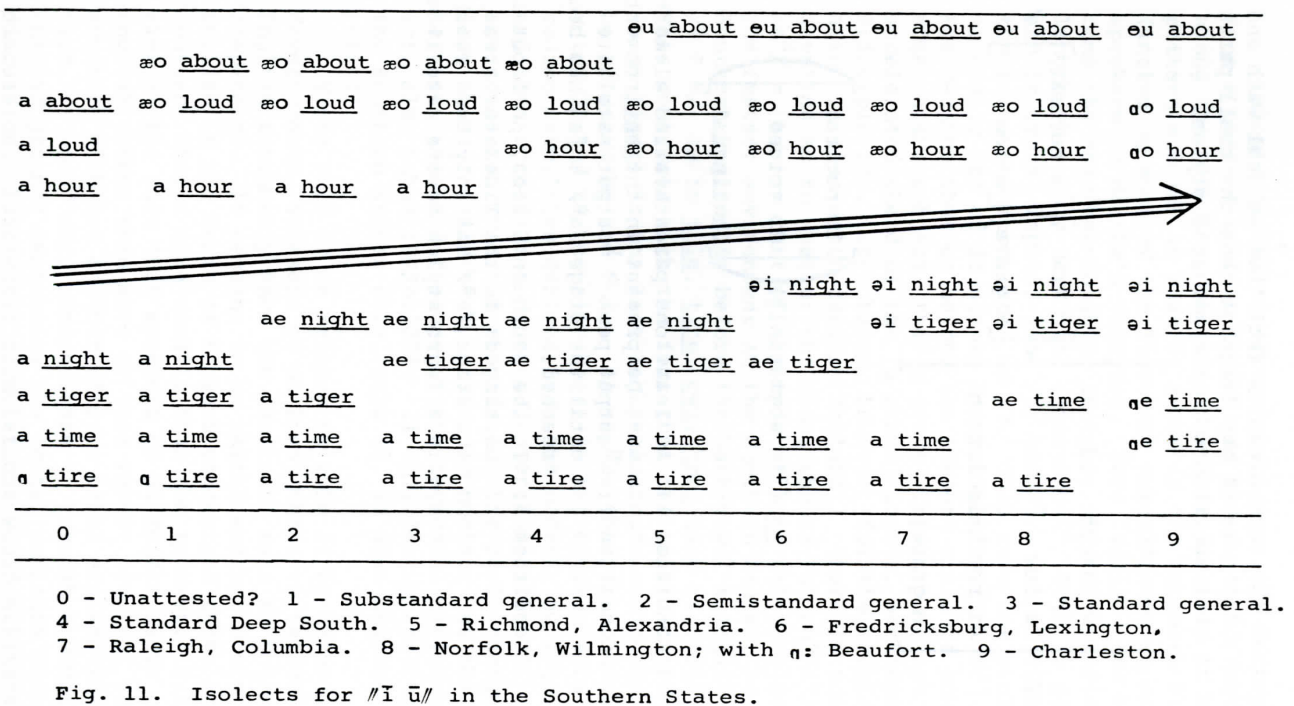 ɵu about ɵu about ɵu about ɵu about ɵu about
æo about æo about æo about æo about
a about æo loud æo loud æo loud æo loud æo loud æo loud æo loud æo loud ɑo loud
a loud æo hour æo hour æo hour æo hour æo hour ɑo hour
a hour a hour a hour a hour
əi night əi night əi night əi night
ae night ae night ae night ae night əi tiger əi tiger əi tiger
a night a night ae tiger ae tiger ae tiger ae tiger
a tiger a tiger a tiger ae time ɑe time
a time a time a time a time a time a time a time a time ɑe tire
ɑ tire ɑ tire a tire a tire a tire a tire a tire a tire a tire
0 1 2 3 4 5 6 7 8 9
0 - Unattested? 1 - Substandard general. 2 - Semistandard general. 3 - Standard general.
4 - Standard Deep South. 5 - Richmond, Alexandria. 6 - Fredricksburg, Lexington,
7 - Raleigh, Columbia. 8 - Norfolk, Wilmington; with ɑ: Beaufort. 9 - Charleston.
Fig. 11. Isolects for //ī ū// in the Southern States.